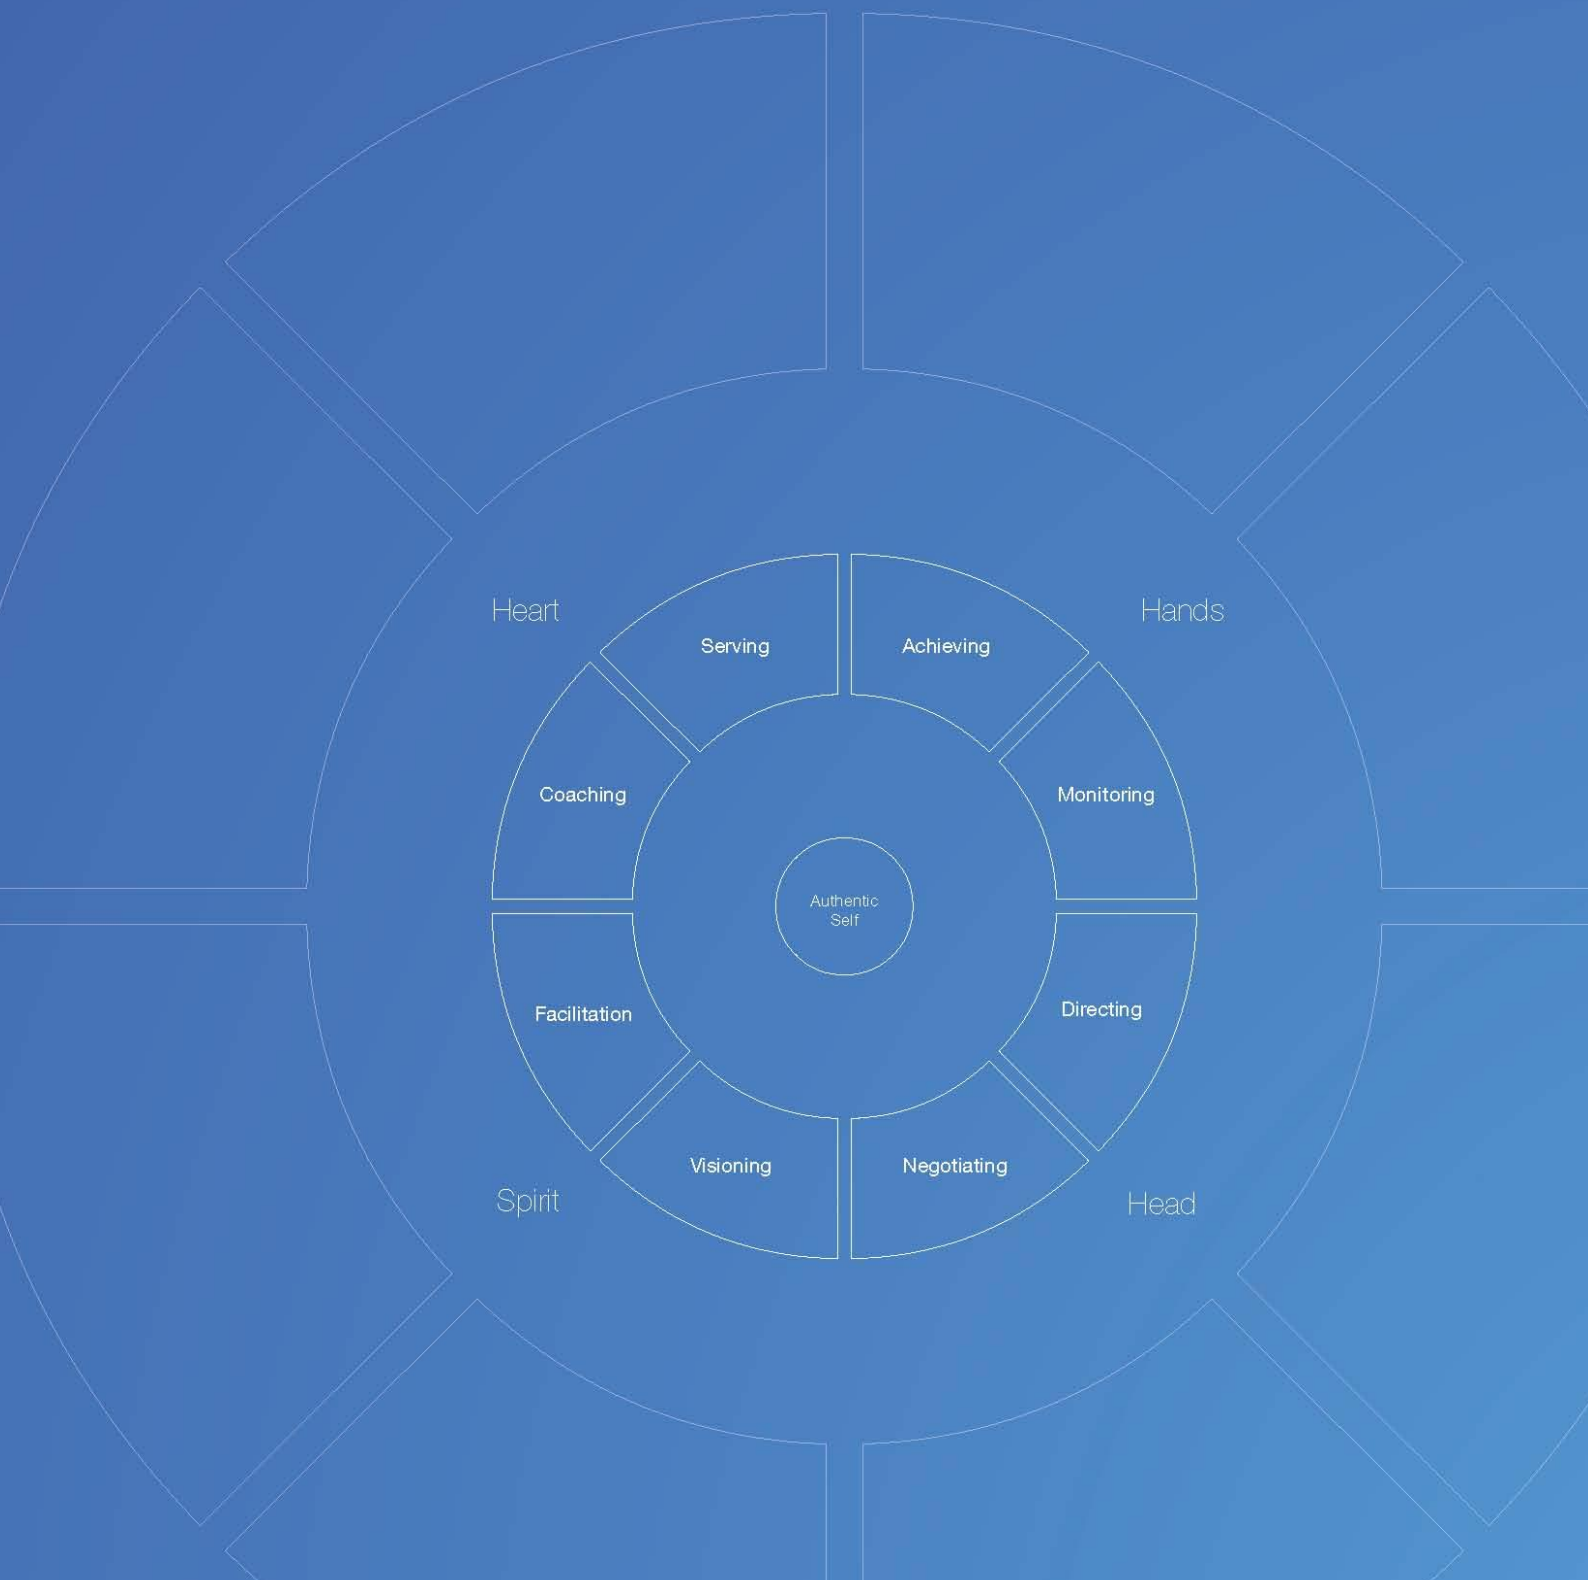 Heart
Hands
Serving
Achieving
Coaching
Monitoring
Authentic
Self
Facilitation
Directing
Visioning
Negotiating
Spirit
Head